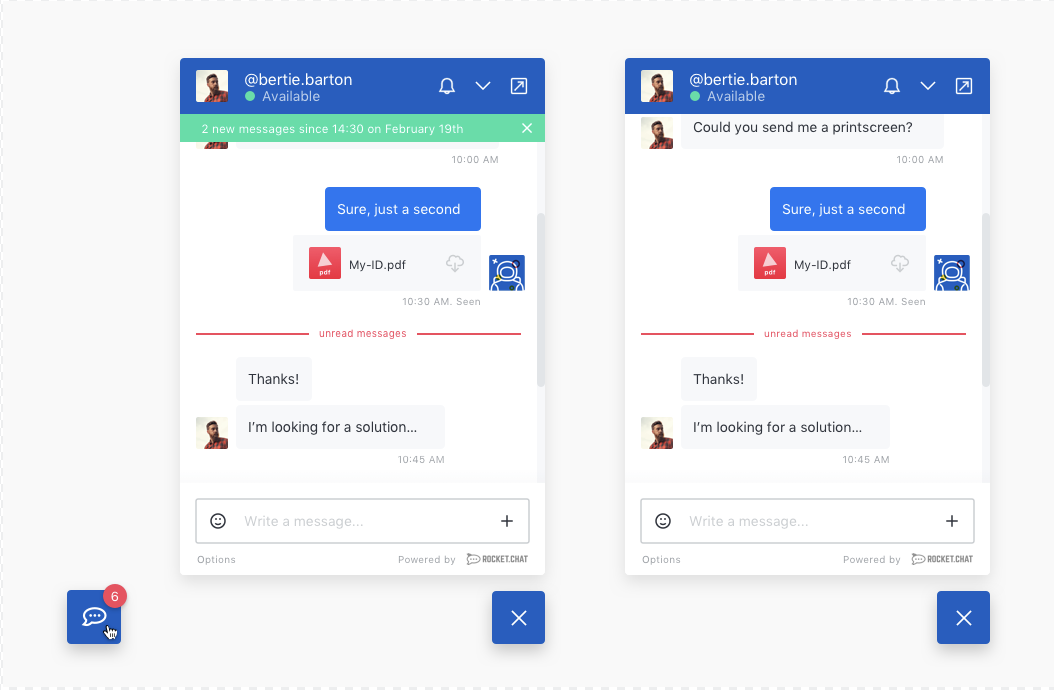 @bertie.barton
Available
2 new messages since 14:30 on February 19th
10:00 AM
Sure, just a second
pdf
My-ID.pdf
10:30 AM. Seen
unread messages
Thanks!
I'm looking for a solution...
10:45 AM
Write a message...
Options
Powered by ROCKET.CHAT
6
@bertie.barton
Available
Could you send me a printscreen?
10:00 AM
Sure, just a second
pdf
My-ID.pdf
10:30 AM. Seen
unread messages
Thanks!
I'm looking for a solution...
10:45 AM
Write a message...
Options
Powered by ROCKET.CHAT